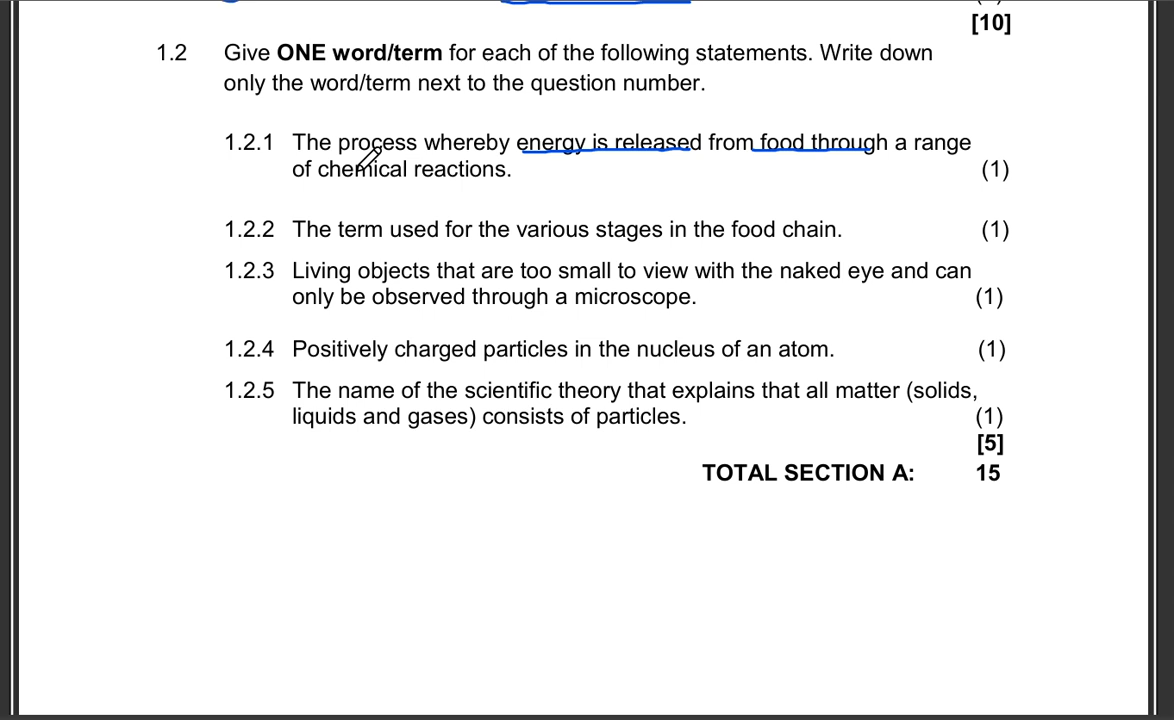 [10]
1.2 Give ONE word/term for each of the following statements. Write down
only the word/term next to the question number.
1.2.1 The process whereby energy is released from food through a range
of chemical reactions. (1)
1.2.2 The term used for the various stages in the food chain. (1)
1.2.3 Living objects that are too small to view with the naked eye and can
only be observed through a microscope. (1)
1.2.4 Positively charged particles in the nucleus of an atom. (1)
1.2.5 The name of the scientific theory that explains that all matter (solids,
liquids and gases) consists of particles. (1)
[5]
TOTAL SECTION A: 15